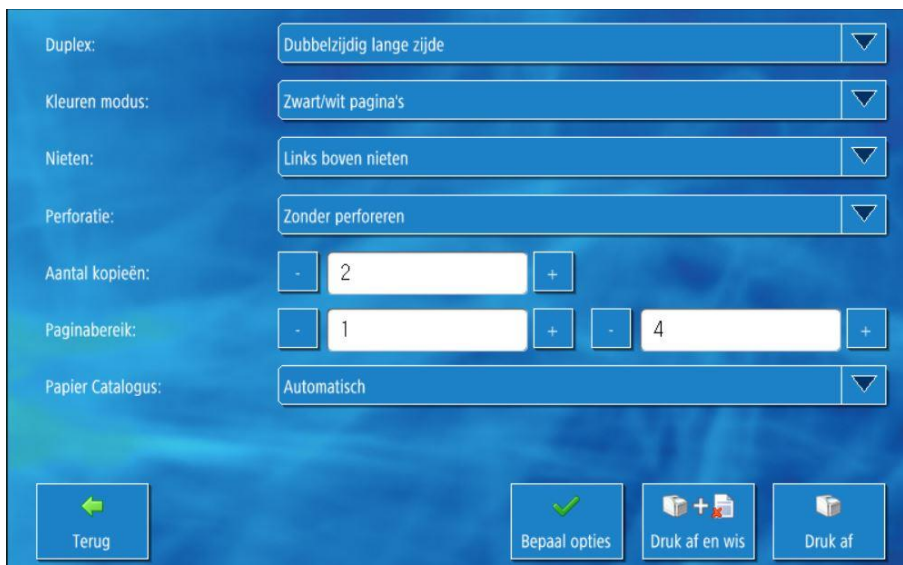 Duplex: Dubbelzijdig lange zijde
Kleuren modus: Zwart/wit pagina's
Nieten: Links boven nieten
Perforatie: Zonder perforeren
Aantal kopieën: - 2 +
Paginabereik: - 1 + - 4 +
Papier Catalogus: Automatisch
Terug Bepaal opties Druk af en wis Druk af